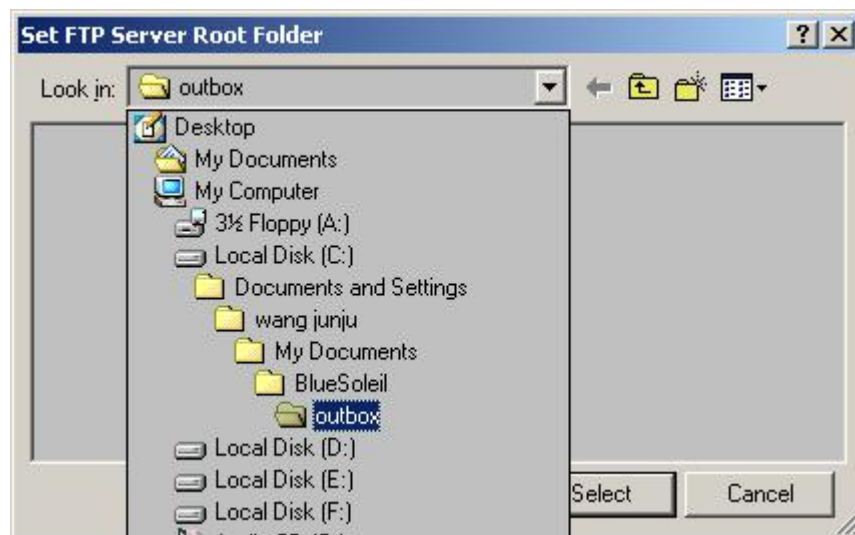 Set FTP Server Root Folder
Look in: outbox
Desktop
My Documents
My Computer
3½ Floppy (A:)
Local Disk (C:)
Documents and Settings
wang junju
My Documents
BlueSoleil
outbox
Local Disk (D:)
Local Disk (E:)
Local Disk (F:)
Select Cancel